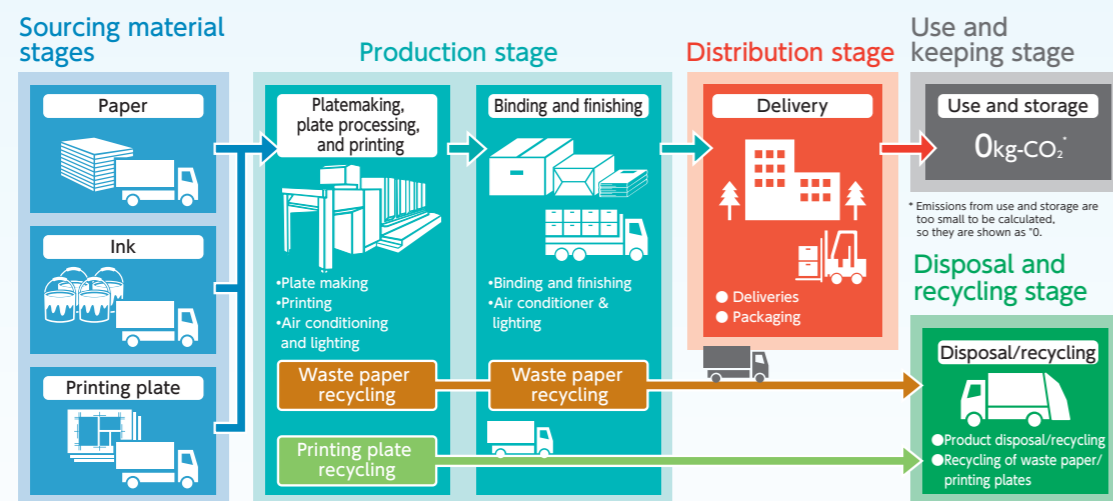 Sourcing material
stages
Paper
Ink
Printing plate
Production stage
Platemaking,
plate processing,
and printing
•Plate making
•Printing
•Air conditioning
and lighting
Binding and finishing
•Binding and finishing
•Air conditioner &
lighting
Waste paper
recycling
Waste paper
recycling
Printing plate
recycling
Distribution stage
Delivery
● Deliveries
● Packaging
Use and
keeping stage
Use and storage
0kg-CO₂*
* Emissions from use and storage are
too small to be calculated,
so they are shown as "0.
Disposal and
recycling stage
Disposal/recycling
●Product disposal/recycling
●Recycling of waste paper/
printing plates